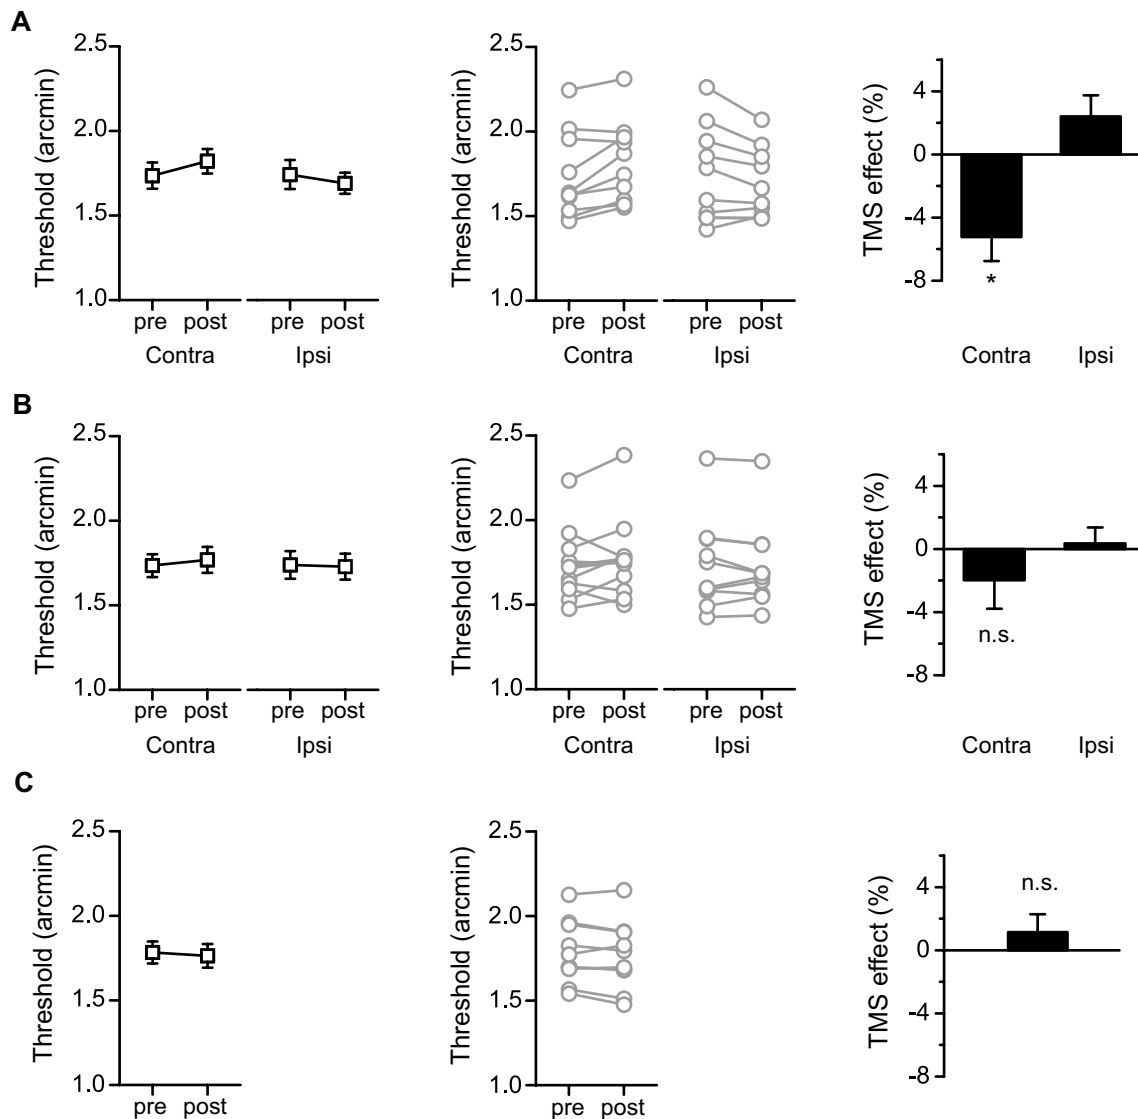 A
Threshold (arcmin)
2.5
2.0
1.5
1.0
pre post pre post
Contra Ipsi
Threshold (arcmin)
2.5
2.0
1.5
1.0
pre post pre post
Contra Ipsi
TMS effect (%)
4
0
-4
-8
*
Contra Ipsi
B
Threshold (arcmin)
2.5
2.0
1.5
1.0
pre post pre post
Contra Ipsi
Threshold (arcmin)
2.5
2.0
1.5
1.0
pre post pre post
Contra Ipsi
TMS effect (%)
4
0
-4
-8
n.s.
Contra Ipsi
C
Threshold (arcmin)
2.5
2.0
1.5
1.0
pre post
Threshold (arcmin)
2.5
2.0
1.5
1.0
pre post
TMS effect (%)
4
0
-4
-8
n.s.